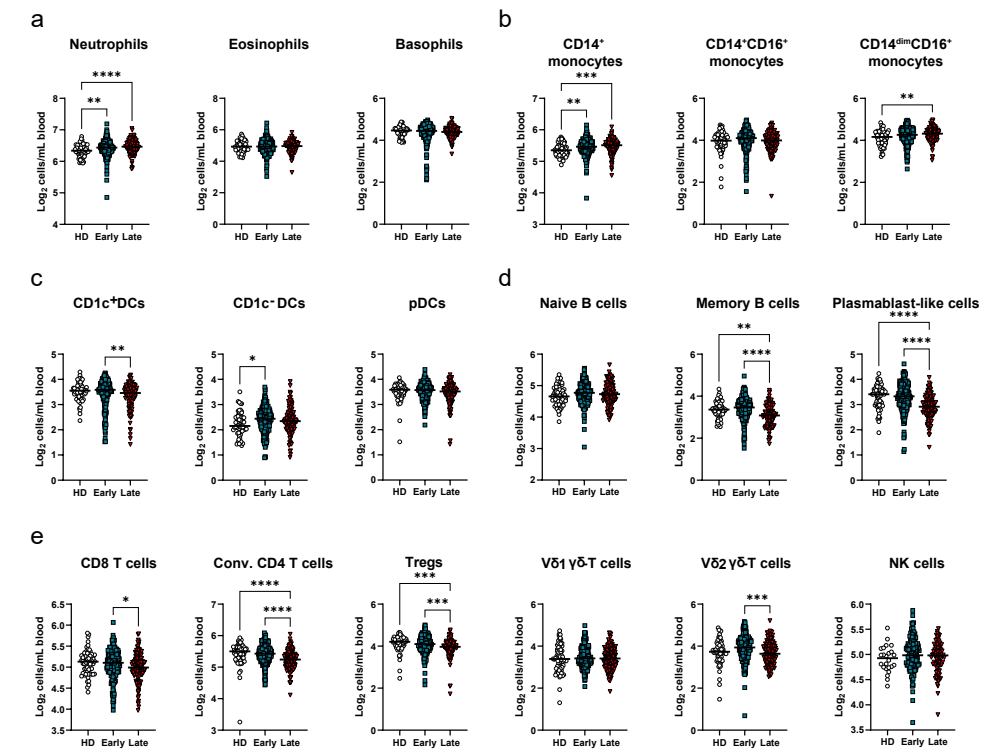 a
Neutrophils
****
**
Log2 cells/mL blood
8
7
6
5
4
HD Early Late
Eosinophils
Log2 cells/mL blood
8
6
4
2
0
HD Early Late
Basophils
Log2 cells/mL blood
6
4
2
0
HD Early Late
b
CD14+
monocytes
***
**
Log2 cells/mL blood
7
6
5
4
3
HD Early Late
CD14+CD16+
monocytes
Log2 cells/mL blood
6
4
2
0
HD Early Late
CD14dimCD16+
monocytes
**
Log2 cells/mL blood
6
4
2
0
HD Early Late
c
CD1c+DCs
**
Log2 cells/mL blood
5
4
3
2
1
0
HD Early Late
CD1c- DCs
*
Log2 cells/mL blood
5
4
3
2
1
0
HD Early Late
pDCs
Log2 cells/mL blood
5
4
3
2
1
0
HD Early Late
d
Naive B cells
Log2 cells/mL blood
6
5
4
3
2
HD Early Late
Memory B cells
**
****
Log2 cells/mL blood
6
4
2
0
HD Early Late
Plasmablast-like cells
****
****
Log2 cells/mL blood
5
4
3
2
1
0
HD Early Late
e
CD8 T cells
*
Log2 cells/mL blood
6.5
6.0
5.5
5.0
4.5
4.0
3.5
HD Early Late
Conv. CD4 T cells
****
****
Log2 cells/mL blood
7
6
5
4
3
HD Early Late
Tregs
***
***
Log2 cells/mL blood
6
4
2
0
HD Early Late
Vδ1 γδ-T cells
Log2 cells/mL blood
6
4
2
0
HD Early Late
Vδ2 γδ-T cells
***
Log2 cells/mL blood
6
4
2
0
HD Early Late
NK cells
Log2 cells/mL blood
6.0
5.5
5.0
4.5
4.0
3.5
HD Early Late